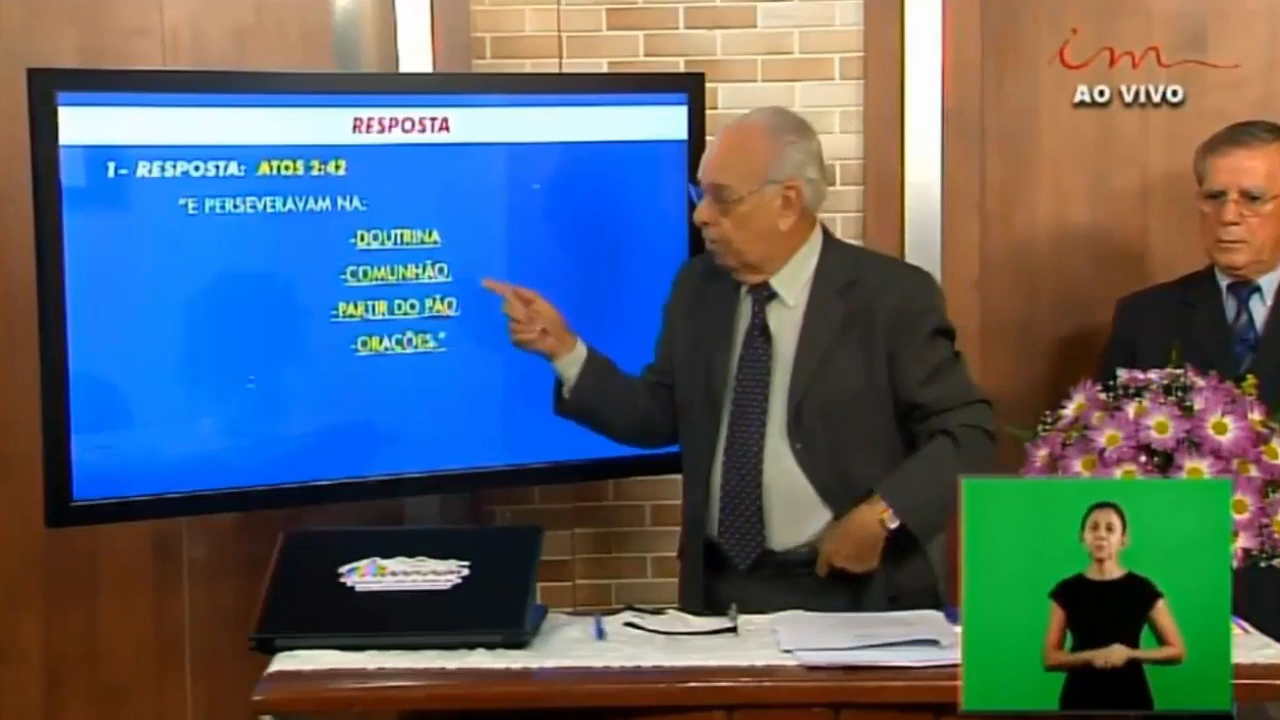 RESPOSTA
1- RESPOSTA: ATOS 2:42
"E PERSEVERAVAM NA:
-DOUTRINA
-COMUNHÃO
-PARTIR DO PÃO
-ORAÇÕES."
im
AO VIVO